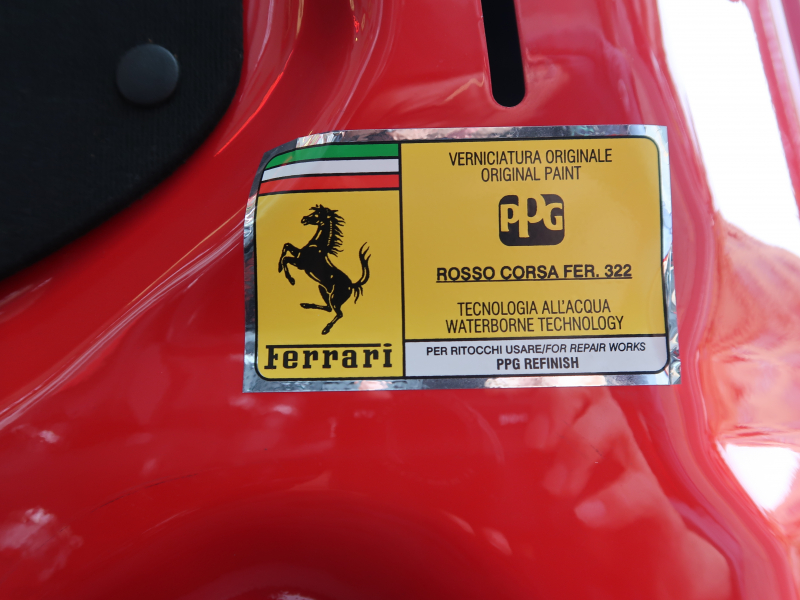 VERNICIATURA ORIGINALE
ORIGINAL PAINT
PPG
ROSSO CORSA FER. 322
TECNOLOGIA ALL'ACQUA
WATERBORNE TECHNOLOGY
Ferrari
PER RITOCCHI USARE/FOR REPAIR WORKS
PPG REFINISH